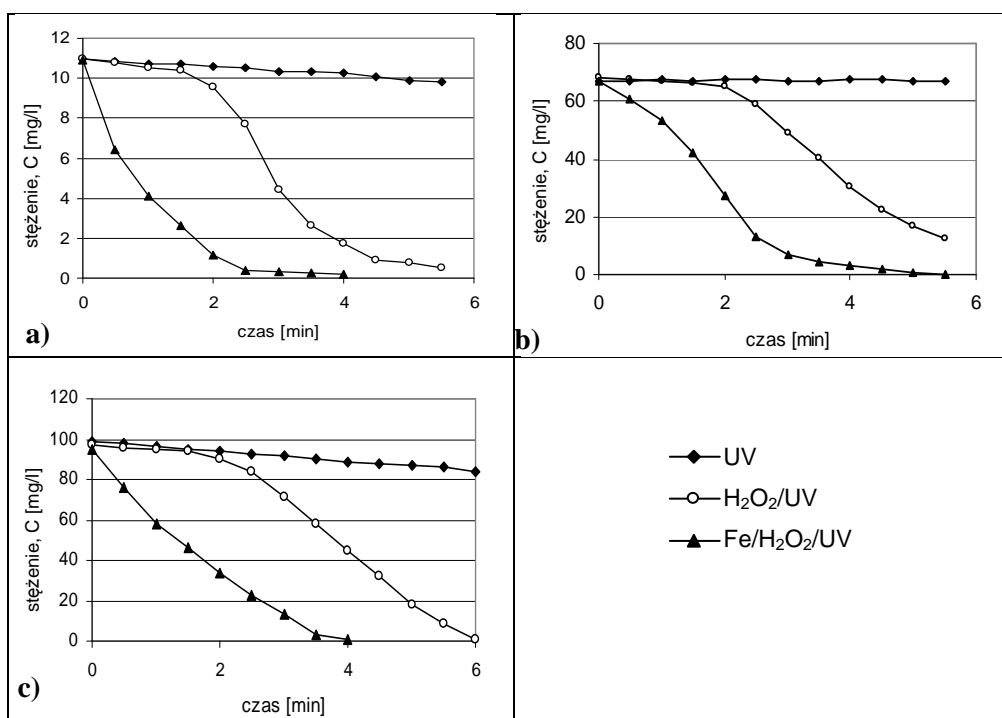 12
10
8
6
4
2
0
stężenie, C [mg/l]
0 2 4 6
czas [min]
a)
80
60
40
20
0
stężenie, C [mg/l]
0 2 4 6
czas [min]
b)
120
100
80
60
40
20
0
stężenie, C [mg/l]
0 2 4 6
czas [min]
c)
UV
H₂O₂/UV
Fe/H₂O₂/UV